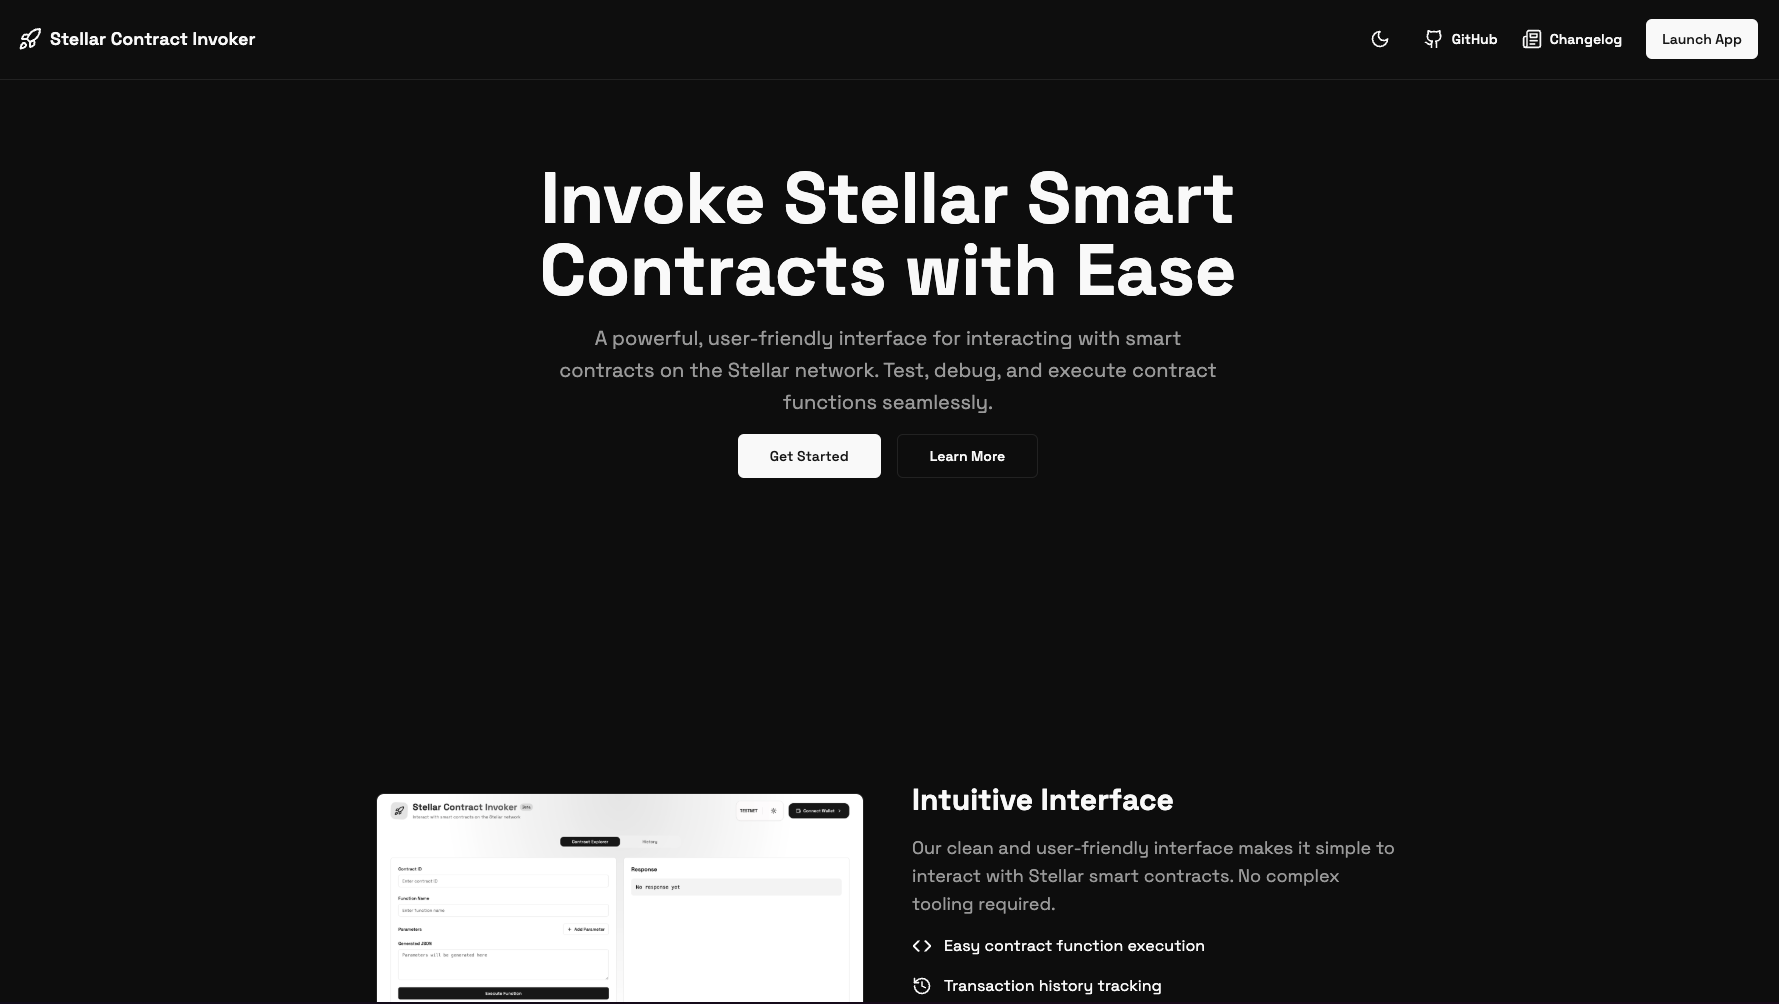 Stellar Contract Invoker
GitHub
Changelog
Launch App
Invoke Stellar Smart
Contracts with Ease
A powerful, user-friendly interface for interacting with smart
contracts on the Stellar network. Test, debug, and execute contract
functions seamlessly.
Get Started
Learn More
Stellar Contract Invoker
Beta
Interact with smart contracts on the Stellar network
TESTNET
Connect Wallet
Contract Explorer
History
Contract ID
Enter contract ID
Function Name
Enter function name
Parameters
+ Add Parameter
Generated JSON
Parameters will be generated here
Execute Function
Response
No response yet
Intuitive Interface
Our clean and user-friendly interface makes it simple to
interact with Stellar smart contracts. No complex
tooling required.
Easy contract function execution
Transaction history tracking